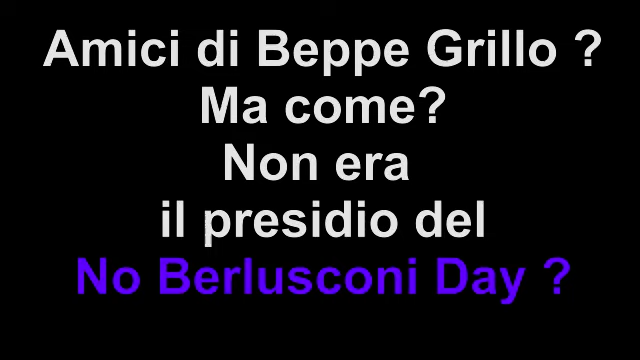 Amici di Beppe Grillo ?
Ma come?
Non era
il presidio del
No Berlusconi Day ?